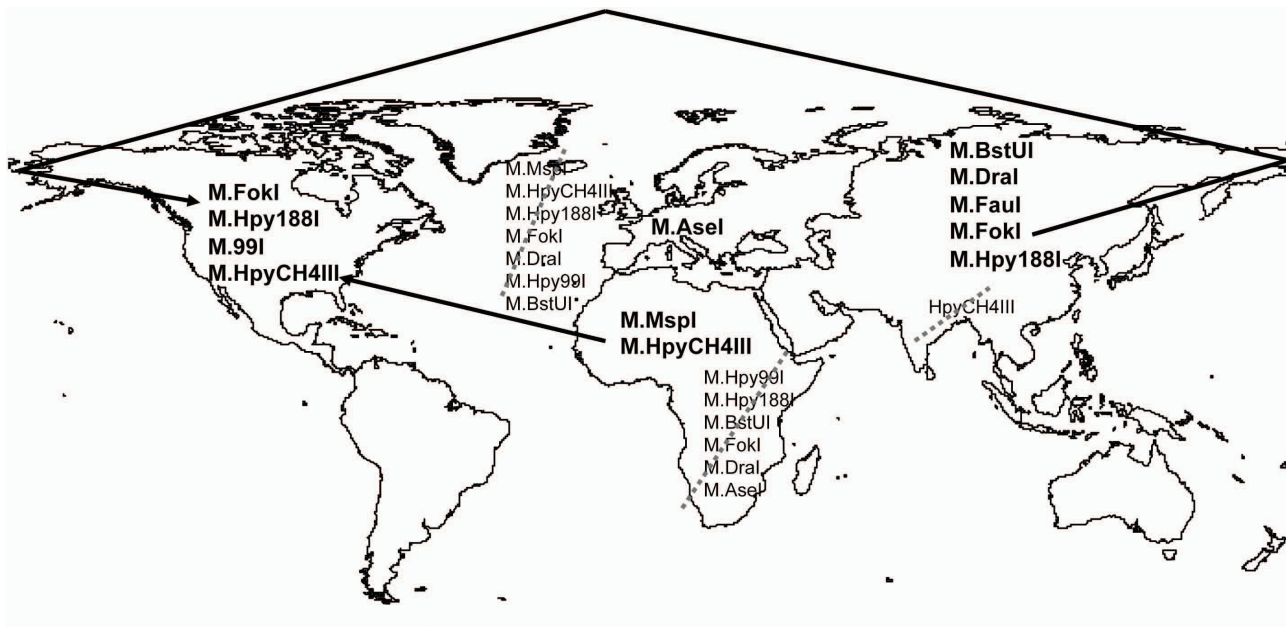 M.FokI
M.Hpy188I
M.99I
M.HpyCH4III
M.MspI
M.HpyCH4III
M.Hpy188I
M.FokI
M.DraI
M.Hpy99I
M.BstUI
M.AseI
M.MspI
M.HpyCH4III
M.Hpy99I
M.Hpy188I
M.BstUI
M.FokI
M.DraI
M.AseI
M.BstUI
M.DraI
M.FauI
M.FokI
M.Hpy188I
HpyCH4III